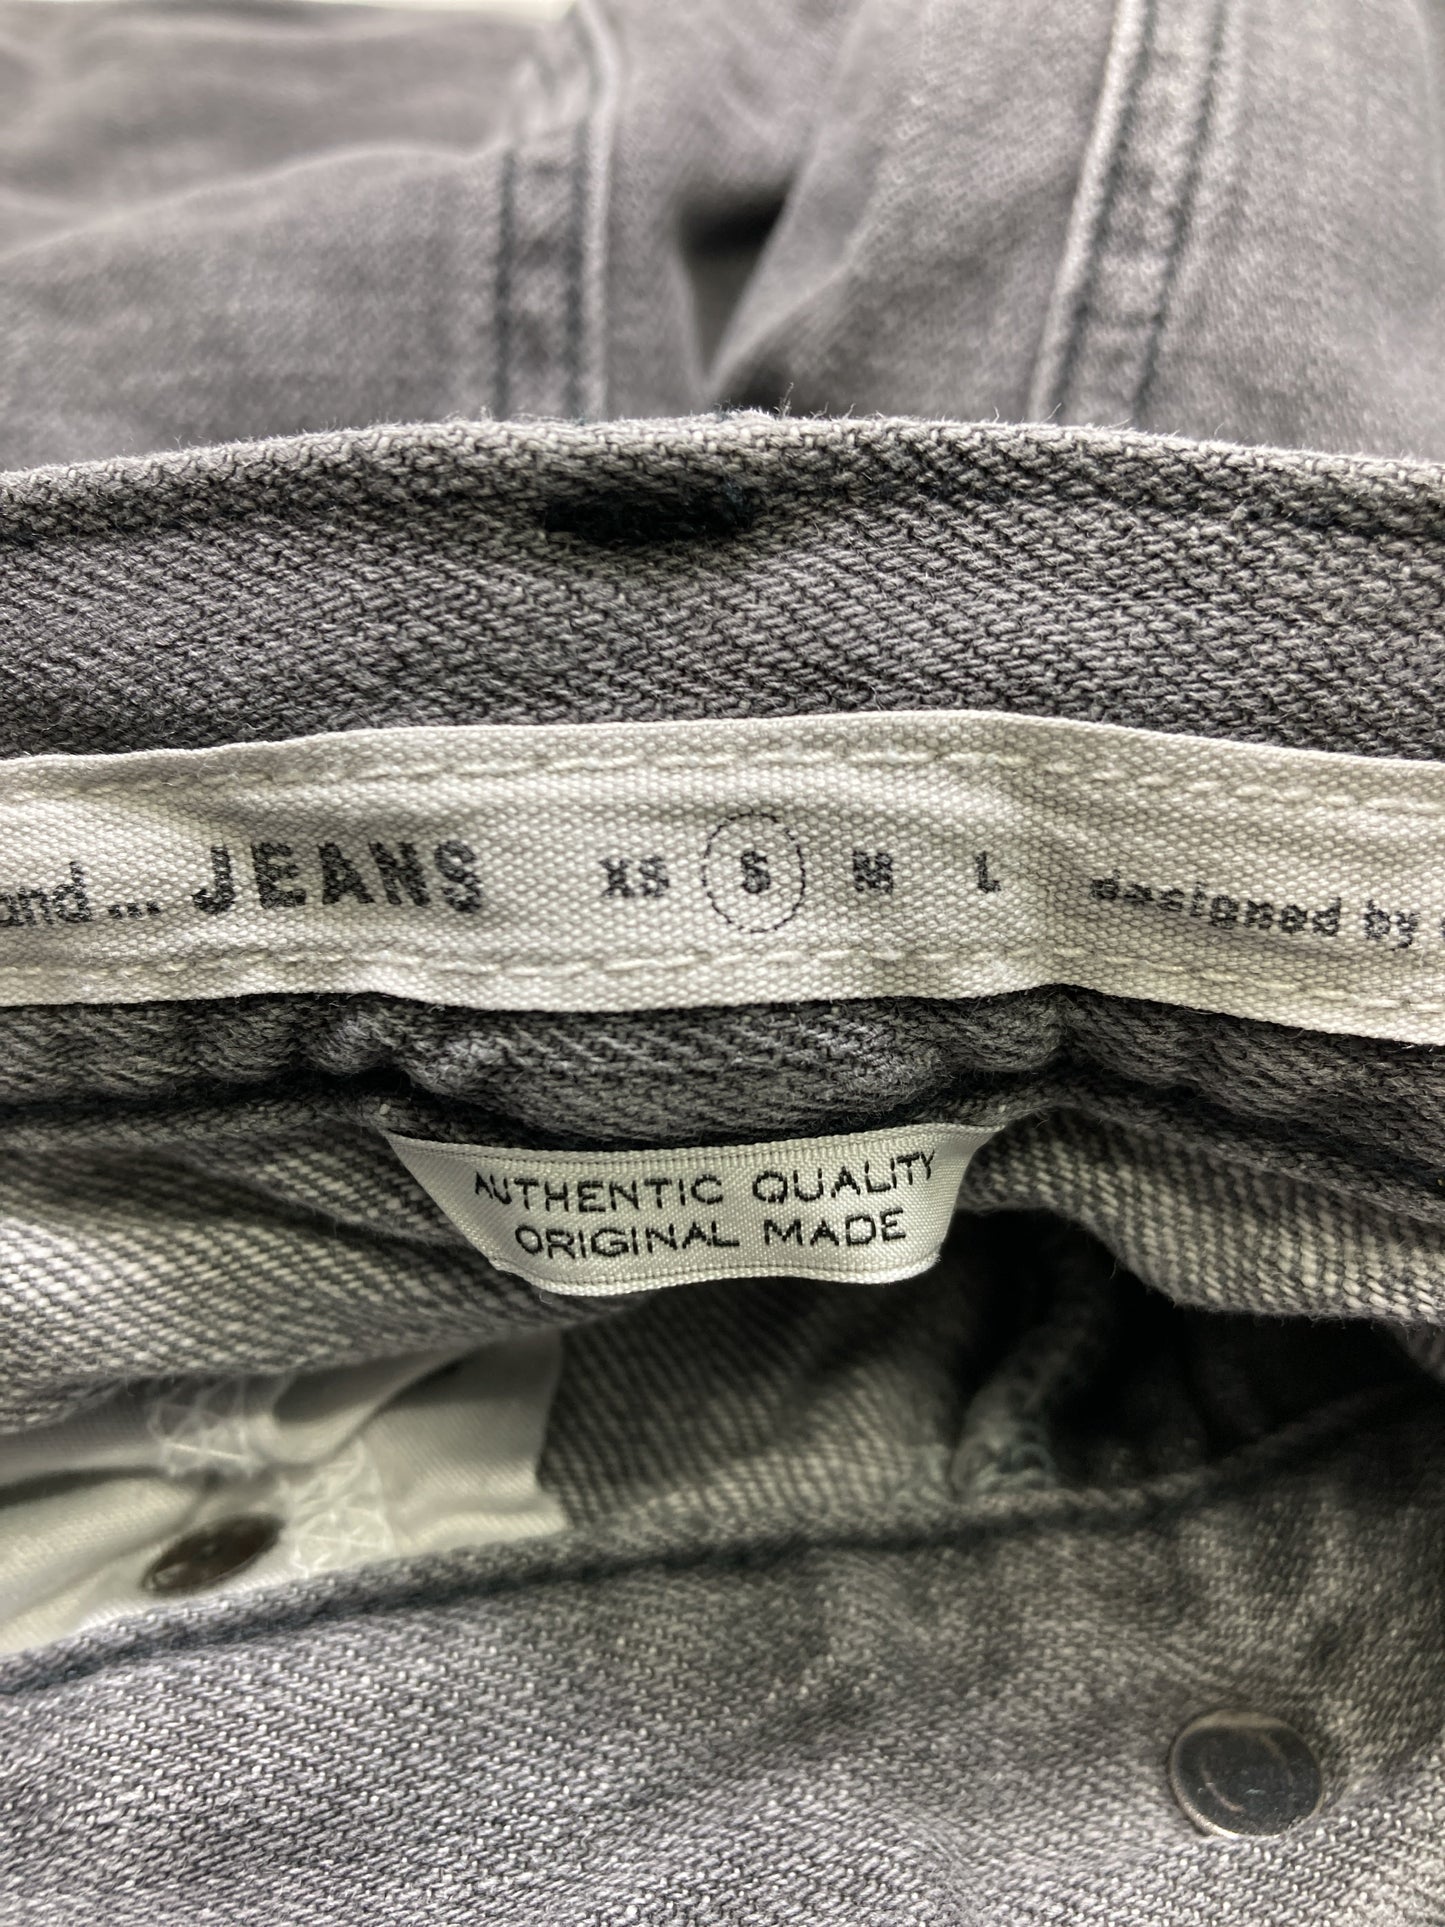 and... JEANS XS S M L designed by
AUTHENTIC QUALITY
ORIGINAL MADE